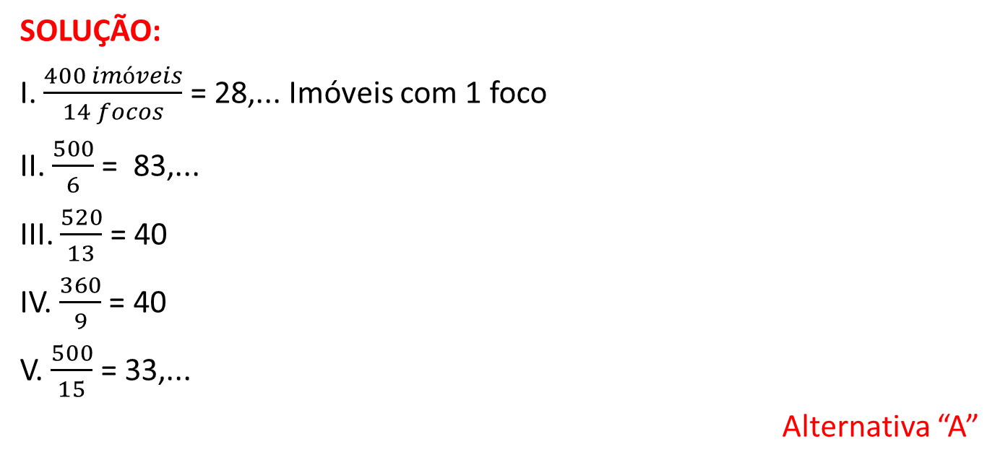 SOLUÇÃO:
I. 400 imóveis / 14 focos = 28,... Imóveis com 1 foco
II. 500 / 6 = 83,...
III. 520 / 13 = 40
IV. 360 / 9 = 40
V. 500 / 15 = 33,...
Alternativa “A”